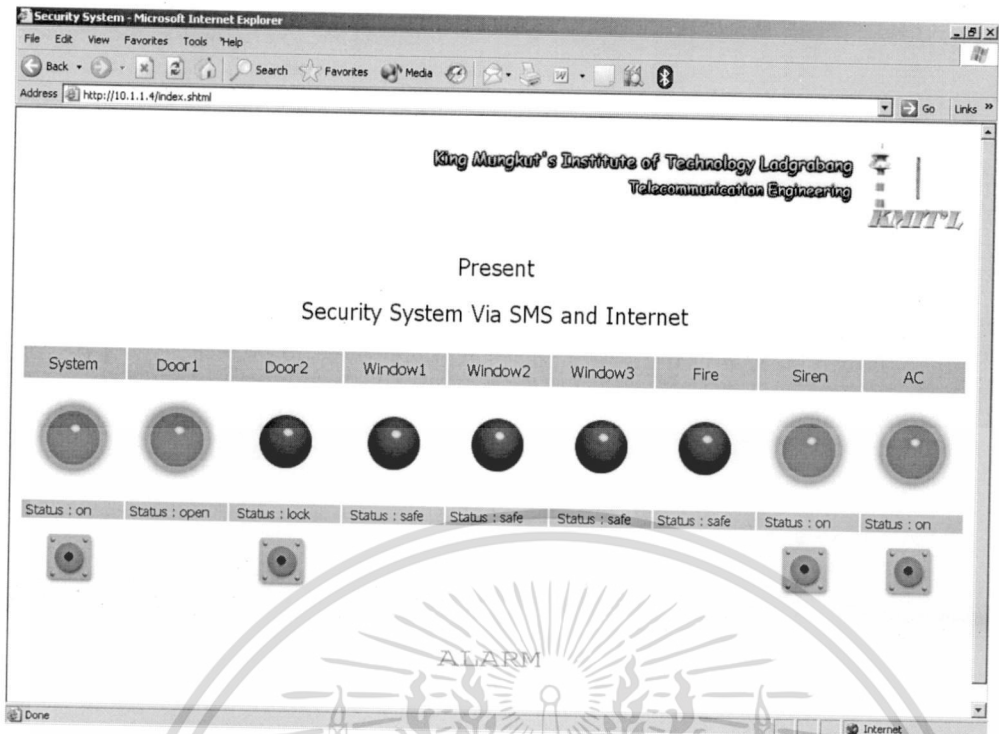 Security System - Microsoft Internet Explorer
File Edit View Favorites Tools Help
Back Search Favorites Media
Address http://10.1.1.4/index.shtml Go Links »
King Mungkut's Institute of Technology Ladgrabang
Telecommunication Engineering
KMIT'L
Present
Security System Via SMS and Internet
System Door1 Door2 Window1 Window2 Window3 Fire Siren AC
Status : on Status : open Status : lock Status : safe Status : safe Status : safe Status : safe Status : on Status : on
ALARM
Done Internet